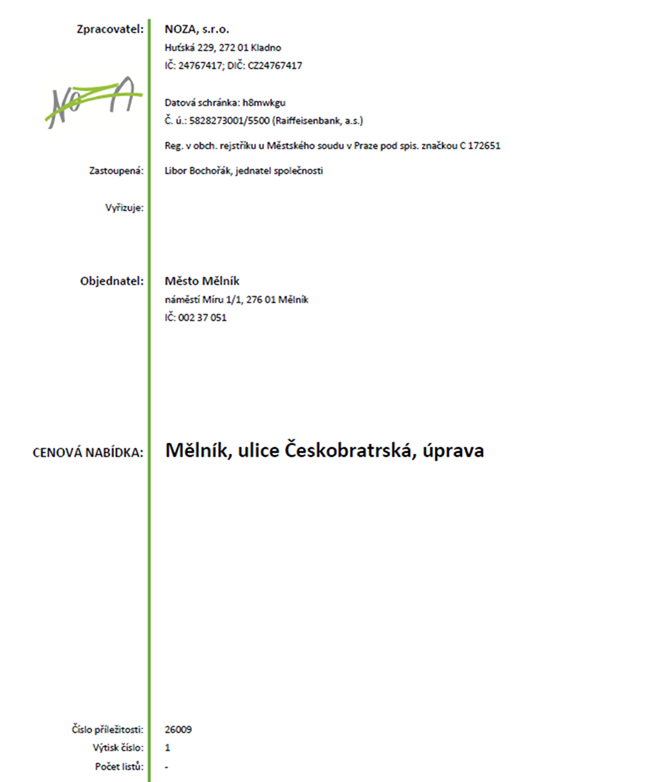 Zpracovatel: NOZA, s.r.o.
Huťská 229, 272 01 Kladno
IČ: 24767417; DIČ: CZ24767417
NOZA
Datová schránka: h8mwkgu
Č. ú.: 5828273001/5500 (Raiffeisenbank, a.s.)
Reg. v obch. rejstříku u Městského soudu v Praze pod spis. značkou C 172651
Zastoupená: Libor Bochořák, jednatel společnosti
Vyřizuje:
Objednatel: Město Mělník
náměstí Míru 1/1, 276 01 Mělník
IČ: 002 37 051
CENOVÁ NABÍDKA: Mělník, ulice Českobratrská, úprava
Číslo příležitosti: 26009
Výtisk číslo: 1
Počet listů: -